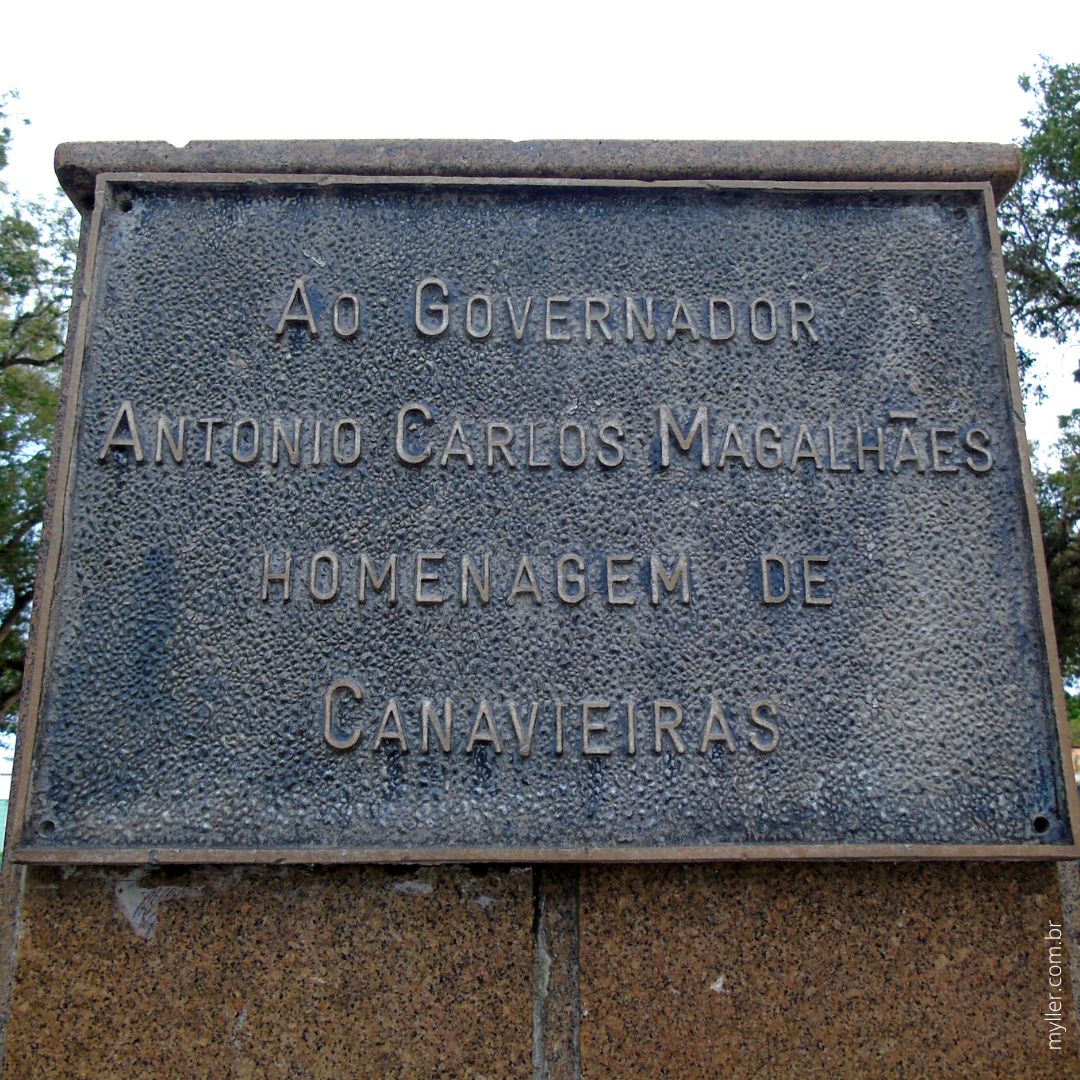 Ao Governador
Antonio Carlos Magalhães
homenagem de
Canavieiras
myller.com.br